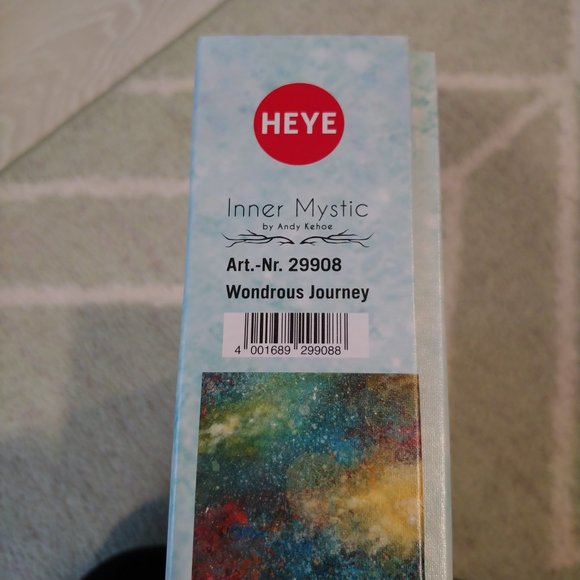 HEYE
Inner Mystic
by Andy Kehoe
Art.-Nr. 29908
Wondrous Journey
4 001689 299088